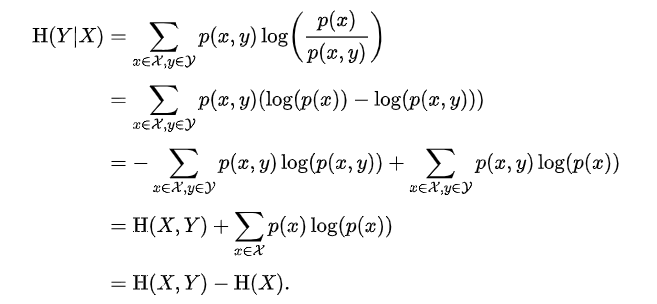 H(Y|X) = ∑_{x∈𝒳,y∈𝒴} p(x, y) log( p(x) / p(x, y) )
= ∑_{x∈𝒳,y∈𝒴} p(x, y)(log(p(x)) − log(p(x, y)))
= − ∑_{x∈𝒳,y∈𝒴} p(x, y) log(p(x, y)) + ∑_{x∈𝒳,y∈𝒴} p(x, y) log(p(x))
= H(X, Y) + ∑_{x∈𝒳} p(x) log(p(x))
= H(X, Y) − H(X).